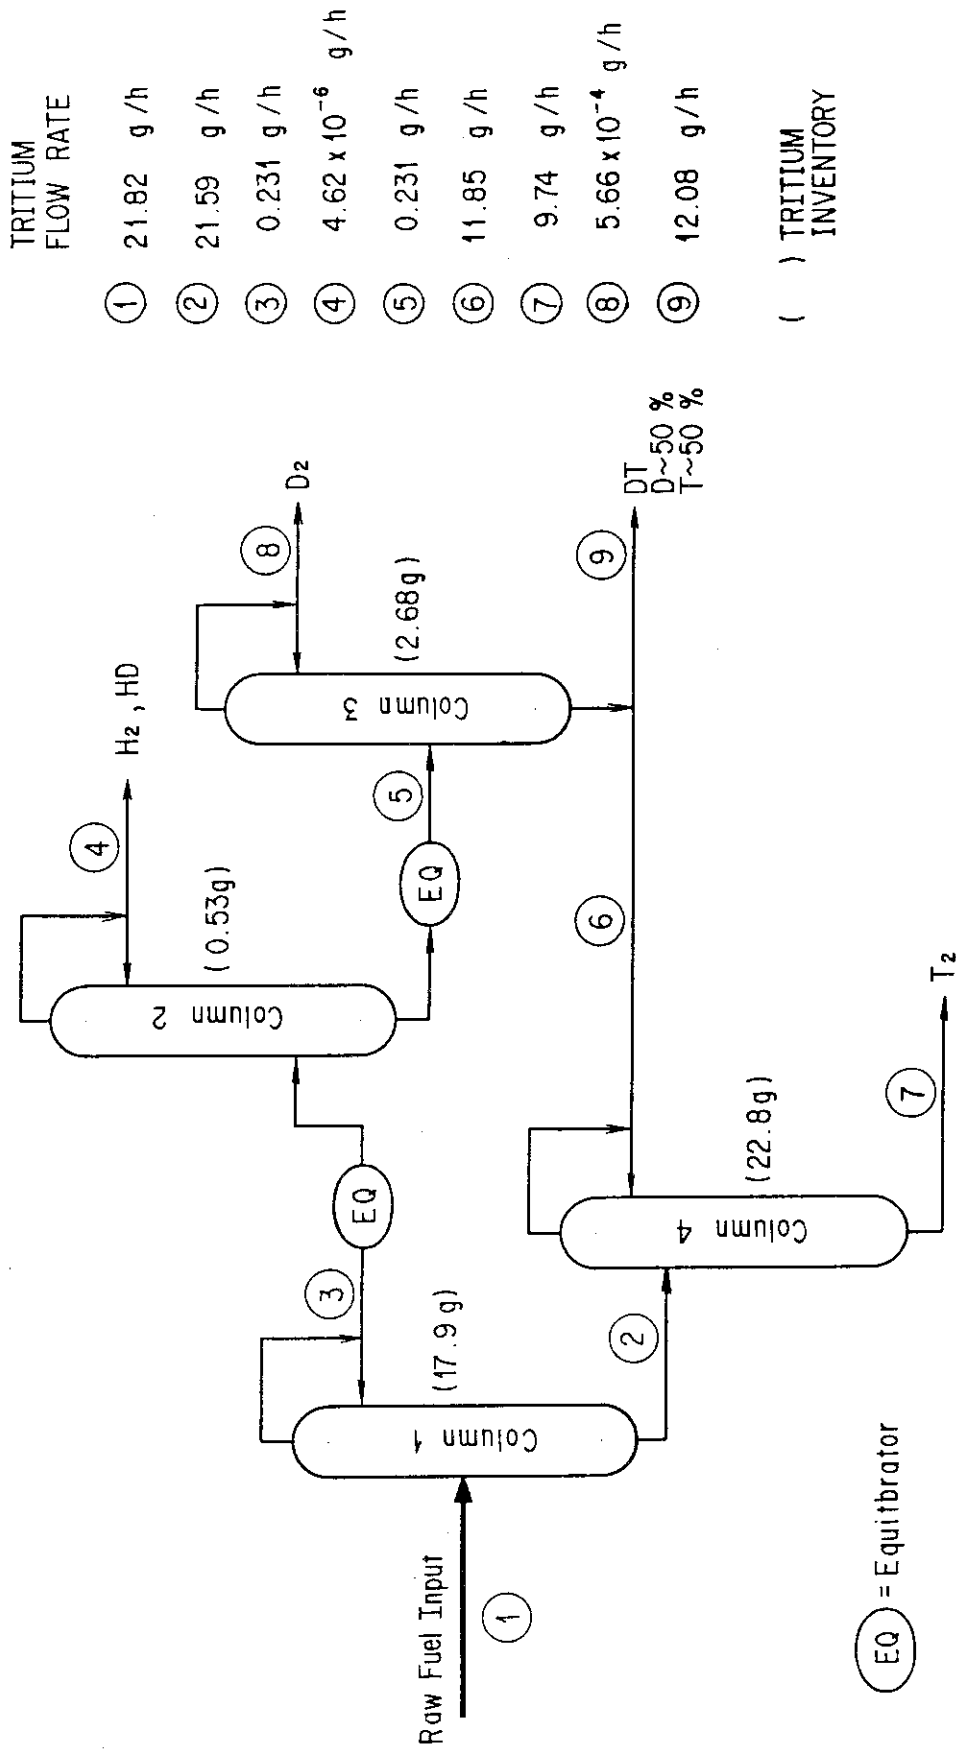 TRITIUM
FLOW RATE
① 21.82 g/h
② 21.59 g/h
③ 0.231 g/h
④ 4.62 x 10⁻⁶ g/h
⑤ 0.231 g/h
⑥ 11.85 g/h
⑦ 9.74 g/h
⑧ 5.66 x 10⁻⁴ g/h
⑨ 12.08 g/h
( ) TRITIUM
INVENTORY
Raw Fuel Input
①
Column 1
(17.9g)
③
EQ
②
Column 2
(0.53g)
④
H₂, HD
EQ
⑤
Column 3
(2.68g)
⑧
D₂
Column 4
(22.8g)
⑥
⑨
DT
D~50 %
T~50 %
⑦
T₂
EQ = Equitbrator